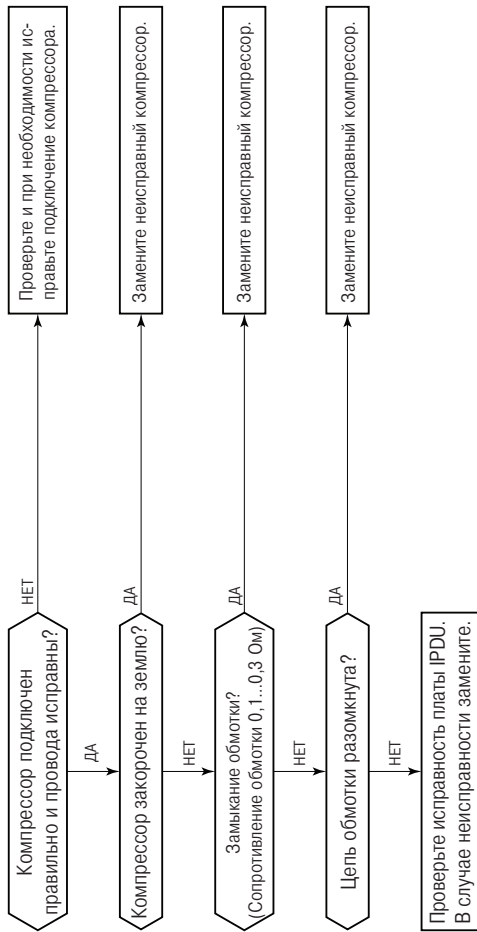 Компрессор подключен
правильно и провода исправны?
НЕТ
Проверьте и при необходимости ис-
правьте подключение компрессора.
ДА
Компрессор закорочен на землю?
ДА
Замените неисправный компрессор.
НЕТ
Замыкание обмотки?
(Сопротивление обмотки 0,1...0,3 Ом)
ДА
Замените неисправный компрессор.
НЕТ
Цепь обмотки разомкнута?
ДА
Замените неисправный компрессор.
НЕТ
Проверьте исправность платы IPDU.
В случае неисправности замените.